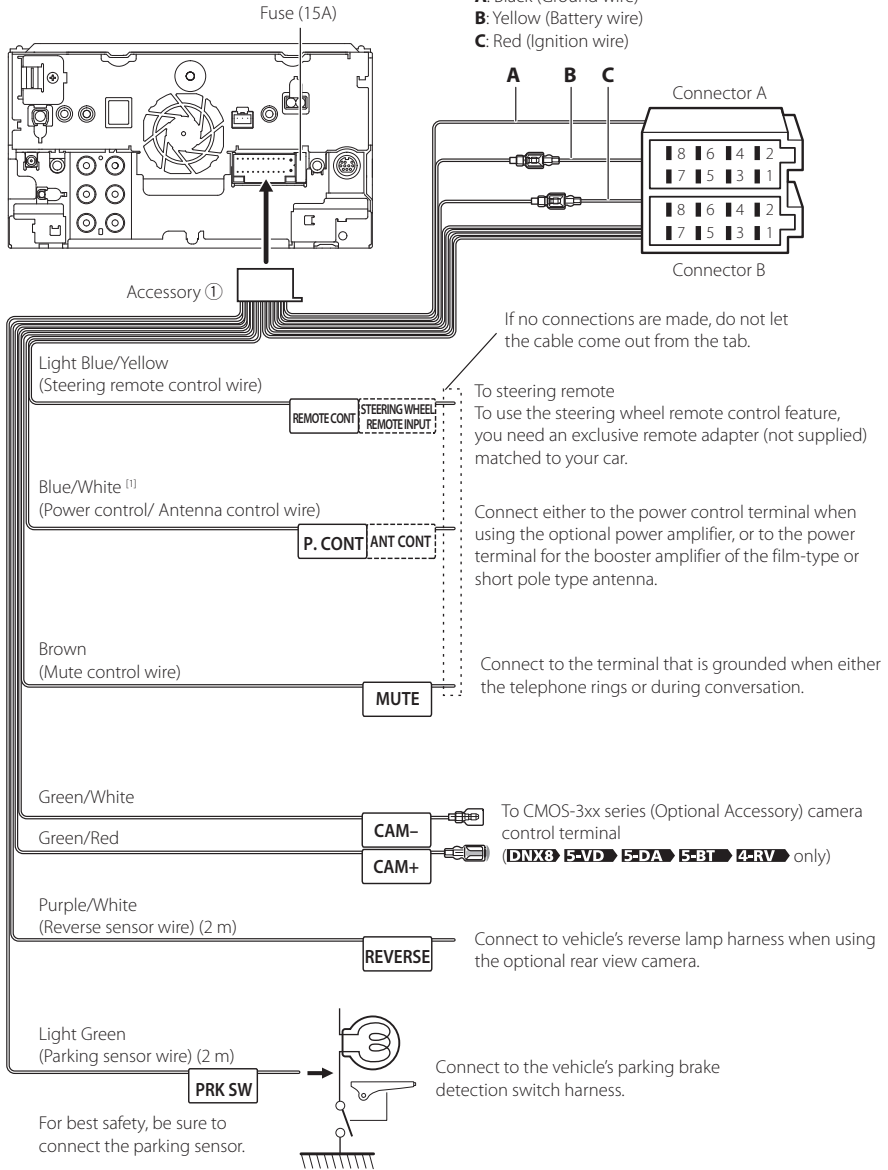 Fuse (15A)
A: Black (Ground wire)
B: Yellow (Battery wire)
C: Red (Ignition wire)
A B C
Connector A
8 6 4 2
7 5 3 1
8 6 4 2
7 5 3 1
Connector B
Accessory ①
If no connections are made, do not let
the cable come out from the tab.
Light Blue/Yellow
(Steering remote control wire)
REMOTE CONT
STEERING WHEEL
REMOTE INPUT
To steering remote
To use the steering wheel remote control feature,
you need an exclusive remote adapter (not supplied)
matched to your car.
Blue/White [1]
(Power control/ Antenna control wire)
P. CONT ANT CONT
Connect either to the power control terminal when
using the optional power amplifier, or to the power
terminal for the booster amplifier of the film-type or
short pole type antenna.
Brown
(Mute control wire)
MUTE
Connect to the terminal that is grounded when either
the telephone rings or during conversation.
Green/White
CAM–
Green/Red
CAM+
To CMOS-3xx series (Optional Accessory) camera
control terminal
(DNX8 5-VD 5-DA 5-BT 4-RV only)
Purple/White
(Reverse sensor wire) (2 m)
REVERSE
Connect to vehicle's reverse lamp harness when using
the optional rear view camera.
Light Green
(Parking sensor wire) (2 m)
PRK SW
Connect to the vehicle's parking brake
detection switch harness.
For best safety, be sure to
connect the parking sensor.